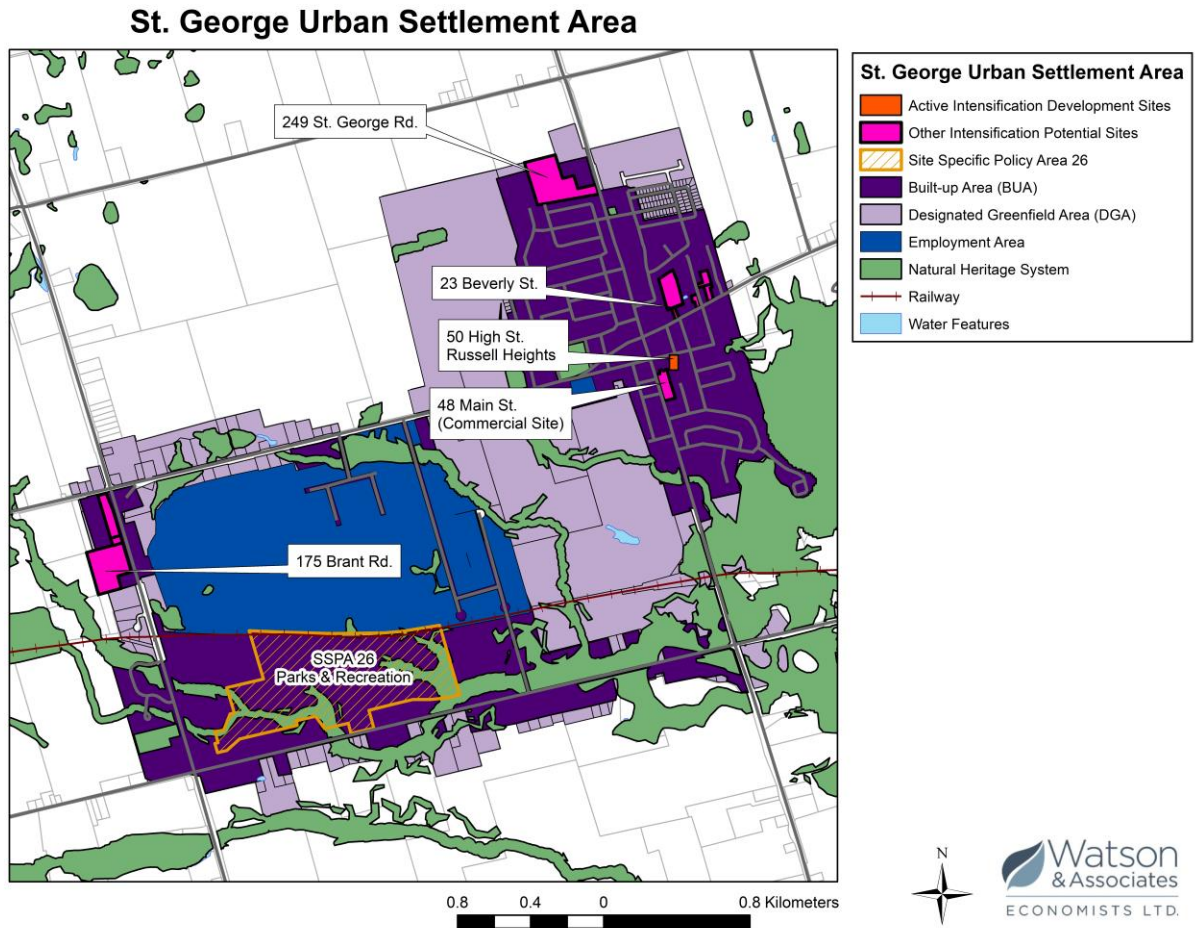 St. George Urban Settlement Area
249 St. George Rd.
23 Beverly St.
50 High St.
Russell Heights
48 Main St.
(Commercial Site)
175 Brant Rd.
SSPA 26
Parks & Recreation
St. George Urban Settlement Area
Active Intensification Development Sites
Other Intensification Potential Sites
Site Specific Policy Area 26
Built-up Area (BUA)
Designated Greenfield Area (DGA)
Employment Area
Natural Heritage System
Railway
Water Features
0.8 0.4 0 0.8 Kilometers
N
Watson
& Associates
ECONOMISTS LTD.